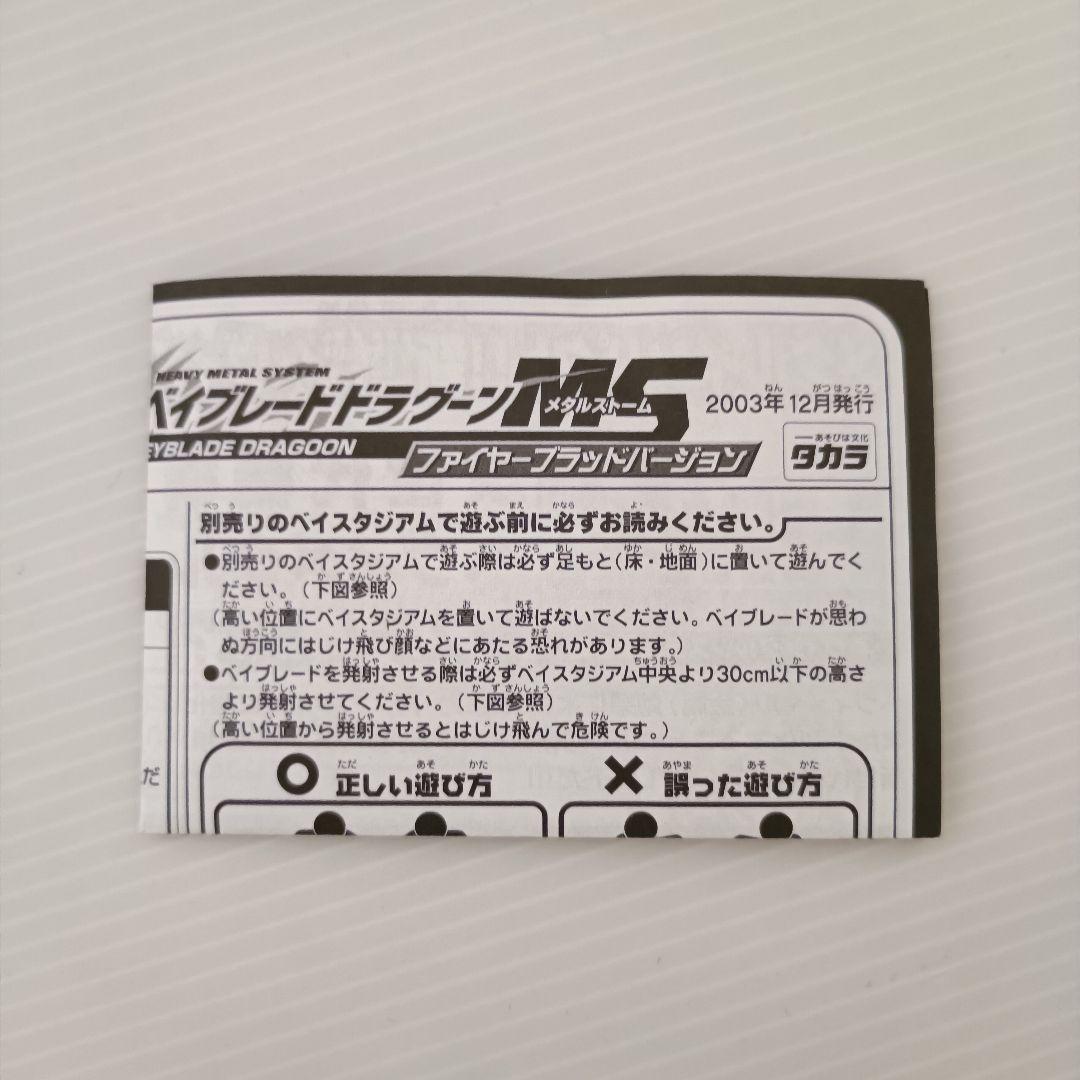 HEAVY METAL SYSTEM
ベイブレードドラグーンMS
メタルストーム
2003年12月発行
EYBLADE DRAGOON
ファイヤーブラッドバージョン
あそびは文化
タカラ
別売りのベイスタジアムで遊ぶ前に必ずお読みください。
●別売りのベイスタジアムで遊ぶ際は必ず足もと(床・地面)に置いて遊んでく
ださい。(下図参照)
(高い位置にベイスタジアムを置いて遊ばないでください。ベイブレードが思わ
ぬ方向にはじけ飛び顔などにあたる恐れがあります。)
●ベイブレードを発射させる際は必ずベイスタジアム中央より30cm以下の高さ
より発射させてください。(下図参照)
(高い位置から発射させるとはじけ飛んで危険です。)
だ
○ 正しい遊び方
× 誤った遊び方